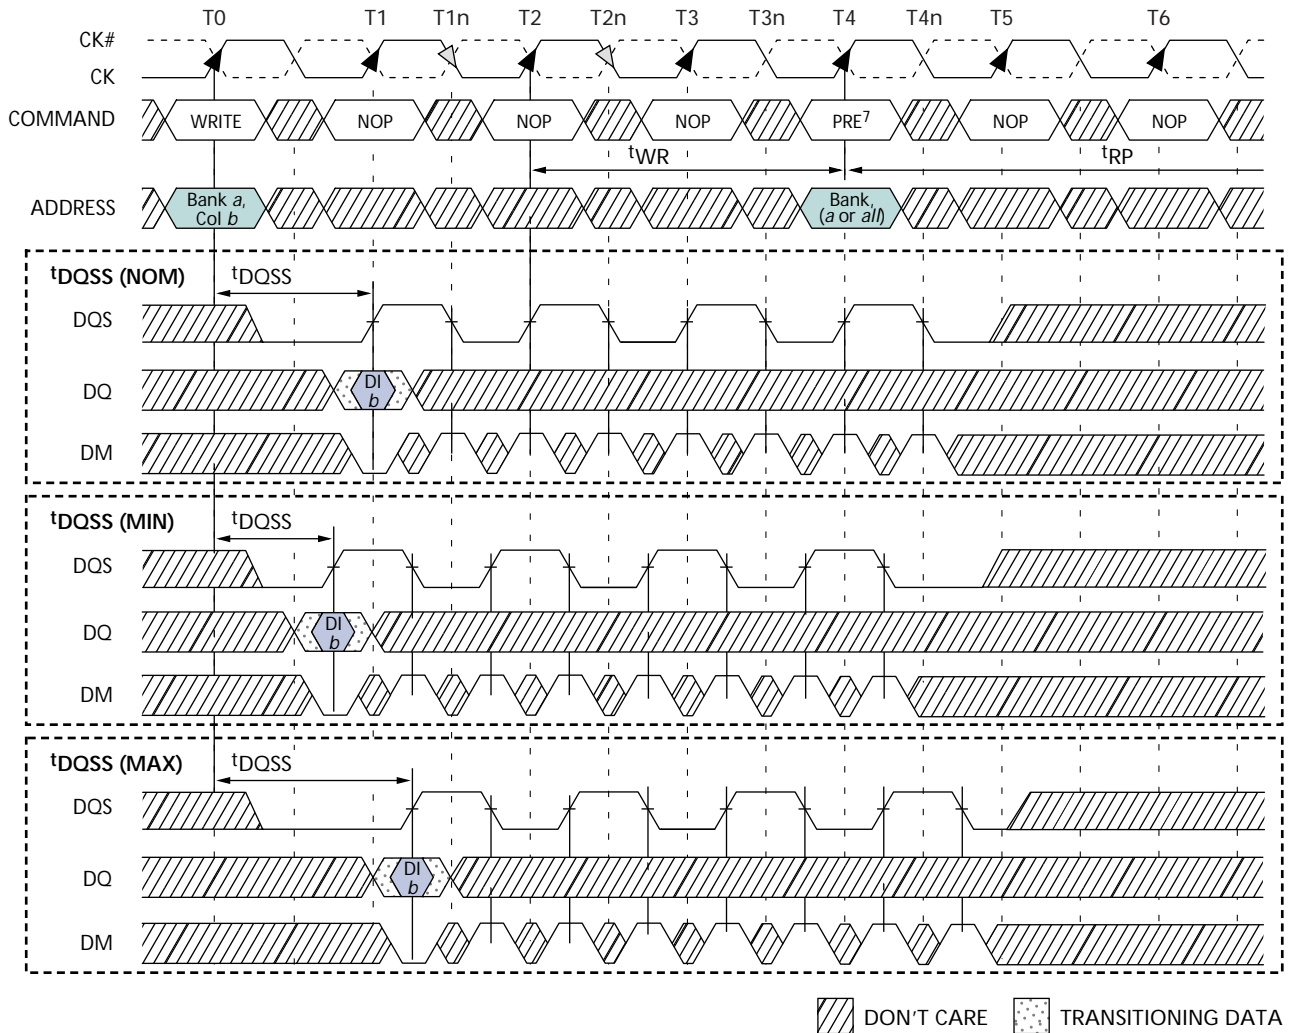 T0 T1 T1n T2 T2n T3 T3n T4 T4n T5 T6
CK#
CK
COMMAND WRITE NOP NOP NOP PRE7 NOP NOP
tWR tRP
ADDRESS Bank a, Col b Bank, (a or all)
tDQSS (NOM) tDQSS
DQS
DQ DI b
DM
tDQSS (MIN) tDQSS
DQS
DQ DI b
DM
tDQSS (MAX) tDQSS
DQS
DQ DI b
DM
DON'T CARE TRANSITIONING DATA